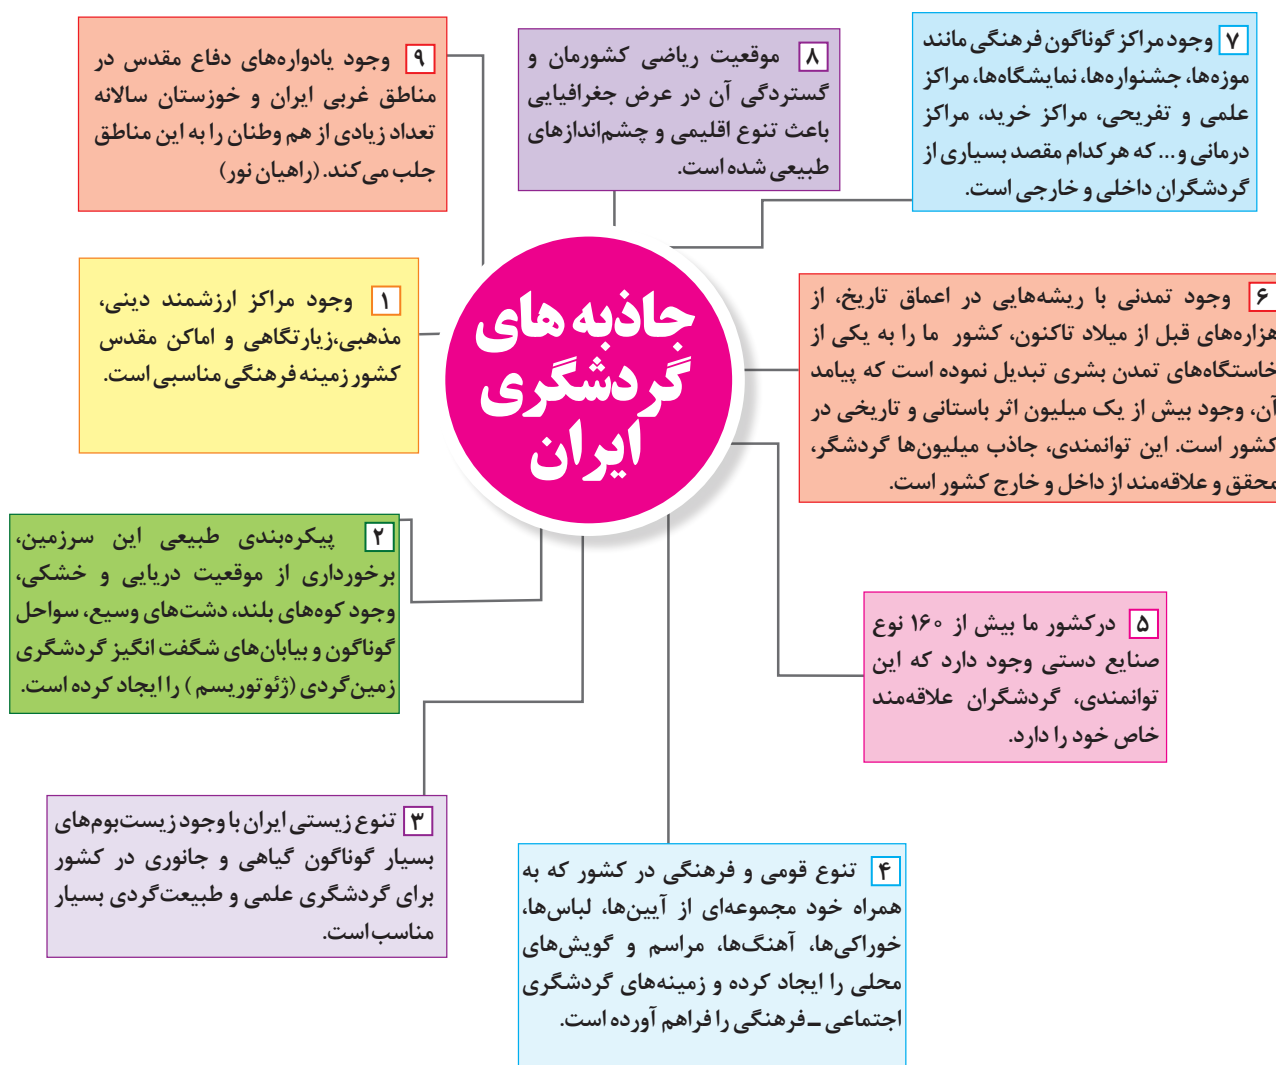 جاذبه های
گردشگری
ایران
۱ وجود مراکز ارزشمند دینی،
مذهبی،زیارتگاهی و اماکن مقدس
کشور زمینه فرهنگی مناسبی است.
۲ پیکره‌بندی طبیعی این سرزمین،
برخورداری از موقعیت دریایی و خشکی،
وجود کوه‌های بلند، دشت‌های وسیع، سواحل
گوناگون و بیابان‌های شگفت انگیز گردشگری
زمین‌گردی (ژئوتوریسم ) را ایجاد کرده است.
۳ تنوع زیستی ایران با وجود زیست‌بوم‌های
بسیار گوناگون گیاهی و جانوری در کشور
برای گردشگری علمی و طبیعت‌گردی بسیار
مناسب است.
۴ تنوع قومی و فرهنگی در کشور که به
همراه خود مجموعه‌ای از آیین‌ها، لباس‌ها،
خوراکی‌ها، آهنگ‌ها، مراسم و گویش‌های
محلی را ایجاد کرده و زمینه‌های گردشگری
اجتماعی ـ فرهنگی را فراهم آورده است.
۵ درکشور ما بیش از ۱۶۰ نوع
صنایع دستی وجود دارد که این
توانمندی، گردشگران علاقه‌مند
خاص خود را دارد.
۶ وجود تمدنی با ریشه‌هایی در اعماق تاریخ، از
هزاره‌های قبل از میلاد تاکنون، کشور ما را به یکی از
خاستگاه‌های تمدن بشری تبدیل نموده است که پیامد
آن، وجود بیش از یک میلیون اثر باستانی و تاریخی در
کشور است. این توانمندی، جاذب میلیون‌ها گردشگر،
محقق و علاقه‌مند از داخل و خارج کشور است.
۷ وجود مراکز گوناگون فرهنگی مانند
موزه‌ها، جشنواره‌ها، نمایشگاه‌ها، مراکز
علمی و تفریحی، مراکز خرید، مراکز
درمانی و... که هرکدام مقصد بسیاری از
گردشگران داخلی و خارجی است.
۸ موقعیت ریاضی کشورمان و
گستردگی آن در عرض جغرافیایی
باعث تنوع اقلیمی و چشم‌اندازهای
طبیعی شده است.
۹ وجود یادواره‌های دفاع مقدس در
مناطق غربی ایران و خوزستان سالانه
تعداد زیادی از هم وطنان را به این مناطق
جلب می‌کند. (راهیان نور)